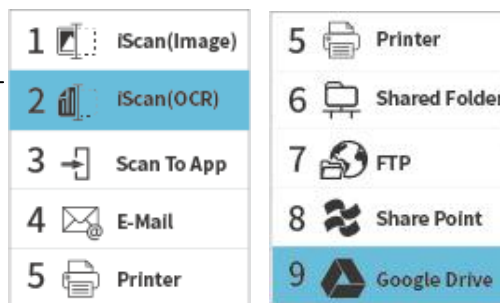 1 iScan(Image)
2 iScan(OCR)
3 Scan To App
4 E-Mail
5 Printer
5 Printer
6 Shared Folder
7 FTP
8 Share Point
9 Google Drive